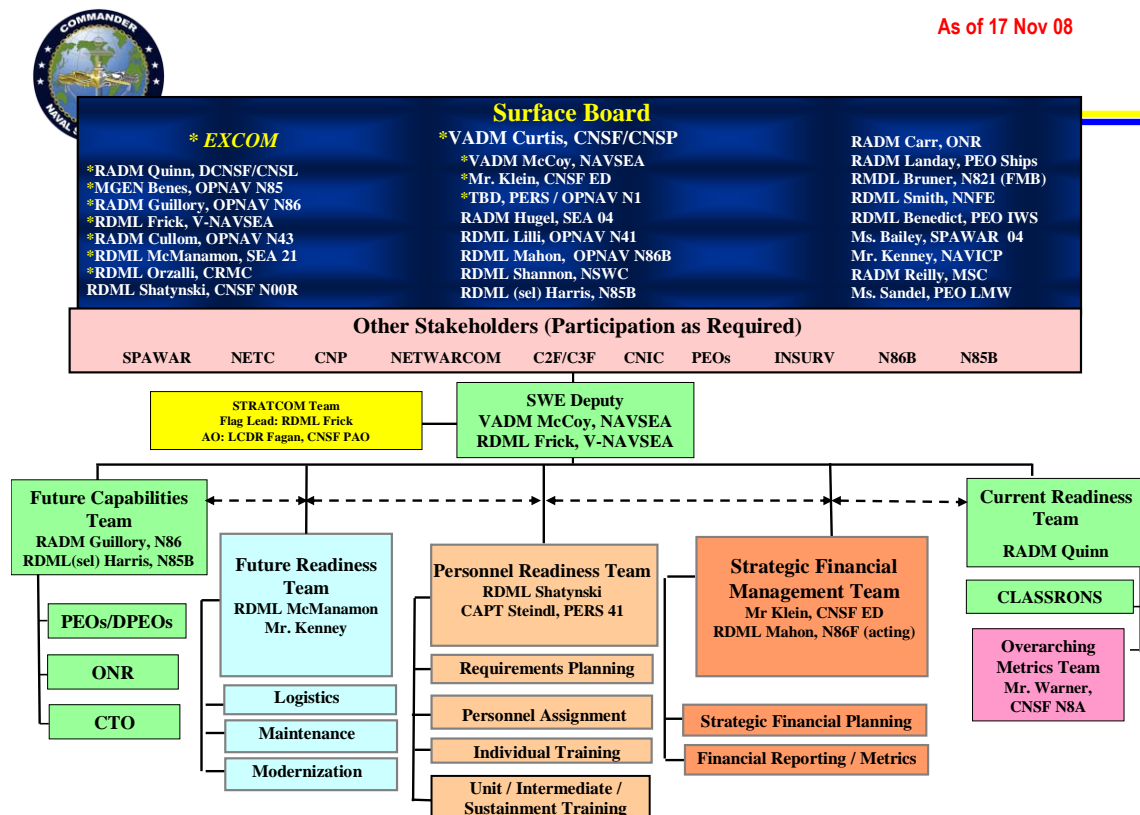 As of 17 Nov 08
COMMANDER
NAVAL S
Surface Board
* EXCOM
*RADM Quinn, DCNSF/CNSL
*MGEN Benes, OPNAV N85
*RADM Guillory, OPNAV N86
*RDML Frick, V-NAVSEA
*RADM Cullom, OPNAV N43
*RDML McManamon, SEA 21
*RDML Orzalli, CRMC
RDML Shatynski, CNSF N00R
*VADM Curtis, CNSF/CNSP
*VADM McCoy, NAVSEA
*Mr. Klein, CNSF ED
*TBD, PERS / OPNAV N1
RADM Hugel, SEA 04
RDML Lilli, OPNAV N41
RDML Mahon, OPNAV N86B
RDML Shannon, NSWC
RDML (sel) Harris, N85B
RADM Carr, ONR
RADM Landay, PEO Ships
RMDL Bruner, N821 (FMB)
RDML Smith, NNFE
RDML Benedict, PEO IWS
Ms. Bailey, SPAWAR 04
Mr. Kenney, NAVICP
RADM Reilly, MSC
Ms. Sandel, PEO LMW
Other Stakeholders (Participation as Required)
SPAWAR NETC CNP NETWARCOM C2F/C3F CNIC PEOs INSURV N86B N85B
STRATCOM Team
Flag Lead: RDML Frick
AO: LCDR Fagan, CNSF PAO
SWE Deputy
VADM McCoy, NAVSEA
RDML Frick, V-NAVSEA
Future Capabilities
Team
RADM Guillory, N86
RDML(sel) Harris, N85B
PEOs/DPEOs
ONR
CTO
Future Readiness
Team
RDML McManamon
Mr. Kenney
Logistics
Maintenance
Modernization
Personnel Readiness Team
RDML Shatynski
CAPT Steindl, PERS 41
Requirements Planning
Personnel Assignment
Individual Training
Unit / Intermediate /
Sustainment Training
Strategic Financial
Management Team
Mr Klein, CNSF ED
RDML Mahon, N86F (acting)
Strategic Financial Planning
Financial Reporting / Metrics
Current Readiness
Team
RADM Quinn
CLASSRONS
Overarching
Metrics Team
Mr. Warner,
CNSF N8A